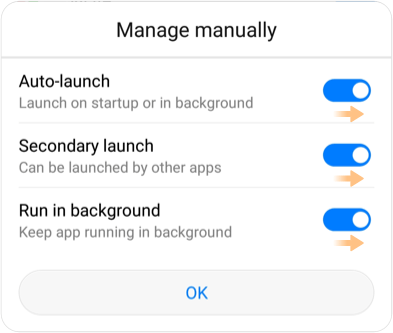 Manage manually
Auto-launch
Launch on startup or in background
Secondary launch
Can be launched by other apps
Run in background
Keep app running in background
OK